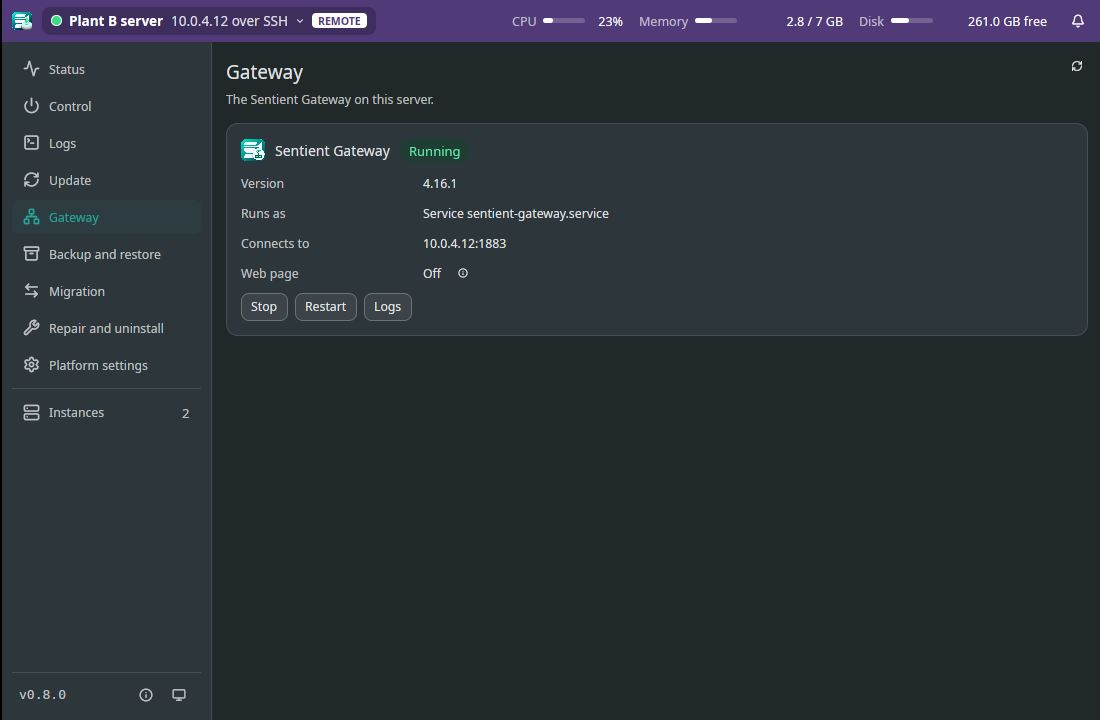 Plant B server 10.0.4.12 over SSH REMOTE CPU 23% Memory 2.8 / 7 GB Disk 261.0 GB free
Status
Control
Logs
Update
Gateway
Backup and restore
Migration
Repair and uninstall
Platform settings
Instances 2
v0.8.0
Gateway
The Sentient Gateway on this server.
Sentient Gateway Running
Version 4.16.1
Runs as Service sentient-gateway.service
Connects to 10.0.4.12:1883
Web page Off
Stop Restart Logs